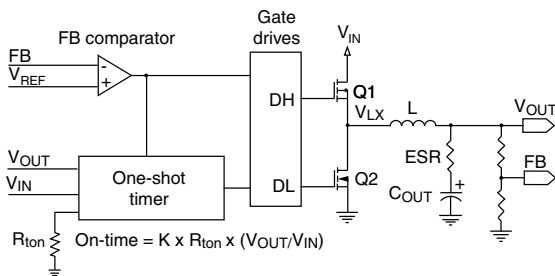 FB comparator
Gate
drives
V_IN
FB
V_REF
-
+
DH
Q1
V_LX
L
V_OUT
V_OUT
V_IN
One-shot
timer
DL
Q2
ESR
C_OUT
+
FB
R_ton
On-time = K x R_ton x (V_OUT/V_IN)